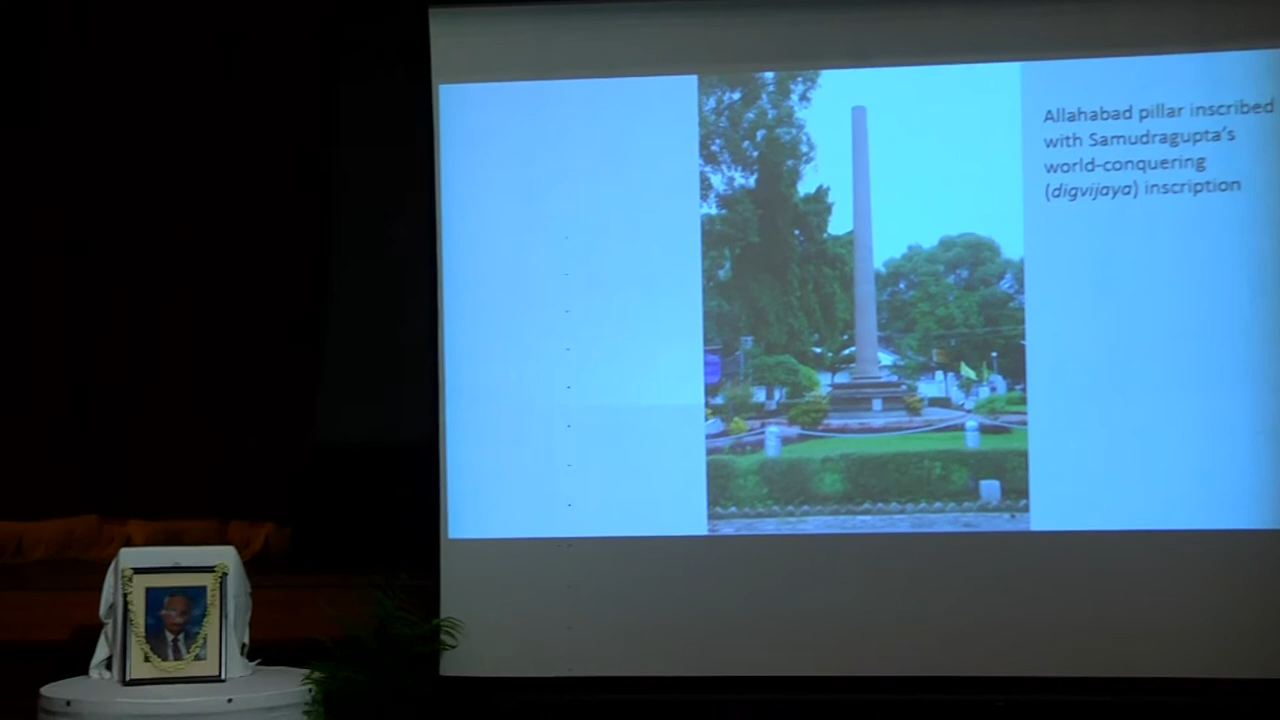 Allahabad pillar inscribed
with Samudragupta's
world-conquering
(digvijaya) inscription